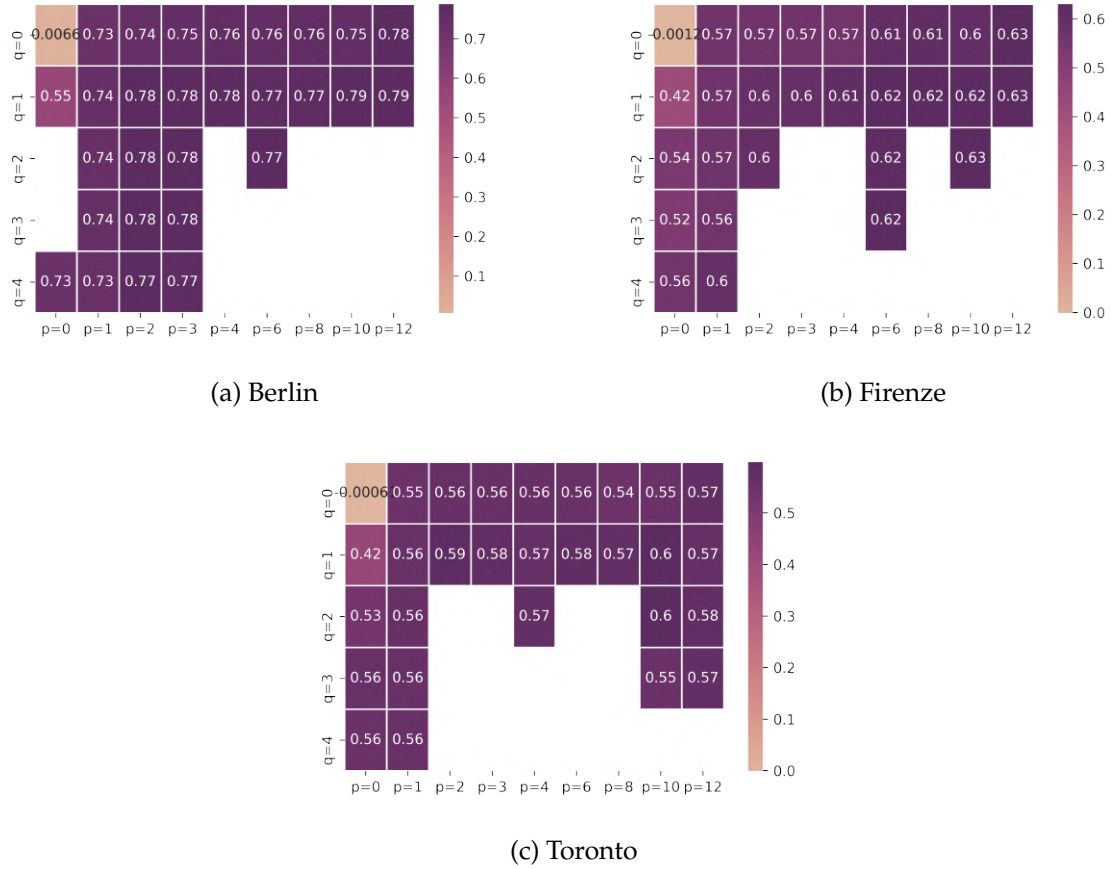 q=0 0.0066 0.73 0.74 0.75 0.76 0.76 0.76 0.75 0.78
q=1 0.55 0.74 0.78 0.78 0.78 0.77 0.77 0.79 0.79
q=2 0.74 0.78 0.78 0.77
q=3 0.74 0.78 0.78
q=4 0.73 0.73 0.77 0.77
p=0 p=1 p=2 p=3 p=4 p=6 p=8 p=10 p=12
0.7
0.6
0.5
0.4
0.3
0.2
0.1
(a) Berlin
q=0 -0.0012 0.57 0.57 0.57 0.57 0.61 0.61 0.6 0.63
q=1 0.42 0.57 0.6 0.6 0.61 0.62 0.62 0.62 0.63
q=2 0.54 0.57 0.6 0.62 0.63
q=3 0.52 0.56 0.62
q=4 0.56 0.6
p=0 p=1 p=2 p=3 p=4 p=6 p=8 p=10 p=12
0.6
0.5
0.4
0.3
0.2
0.1
0.0
(b) Firenze
q=0 0.55 0.56 0.56 0.56 0.56 0.54 0.55 0.57
q=1 0.42 0.56 0.59 0.58 0.57 0.58 0.57 0.6 0.57
q=2 0.53 0.56 0.57 0.6 0.58
q=3 0.56 0.56 0.55 0.57
q=4 0.56 0.56
p=0 p=1 p=2 p=3 p=4 p=6 p=8 p=10 p=12
0.5
0.4
0.3
0.2
0.1
0.0
(c) Toronto